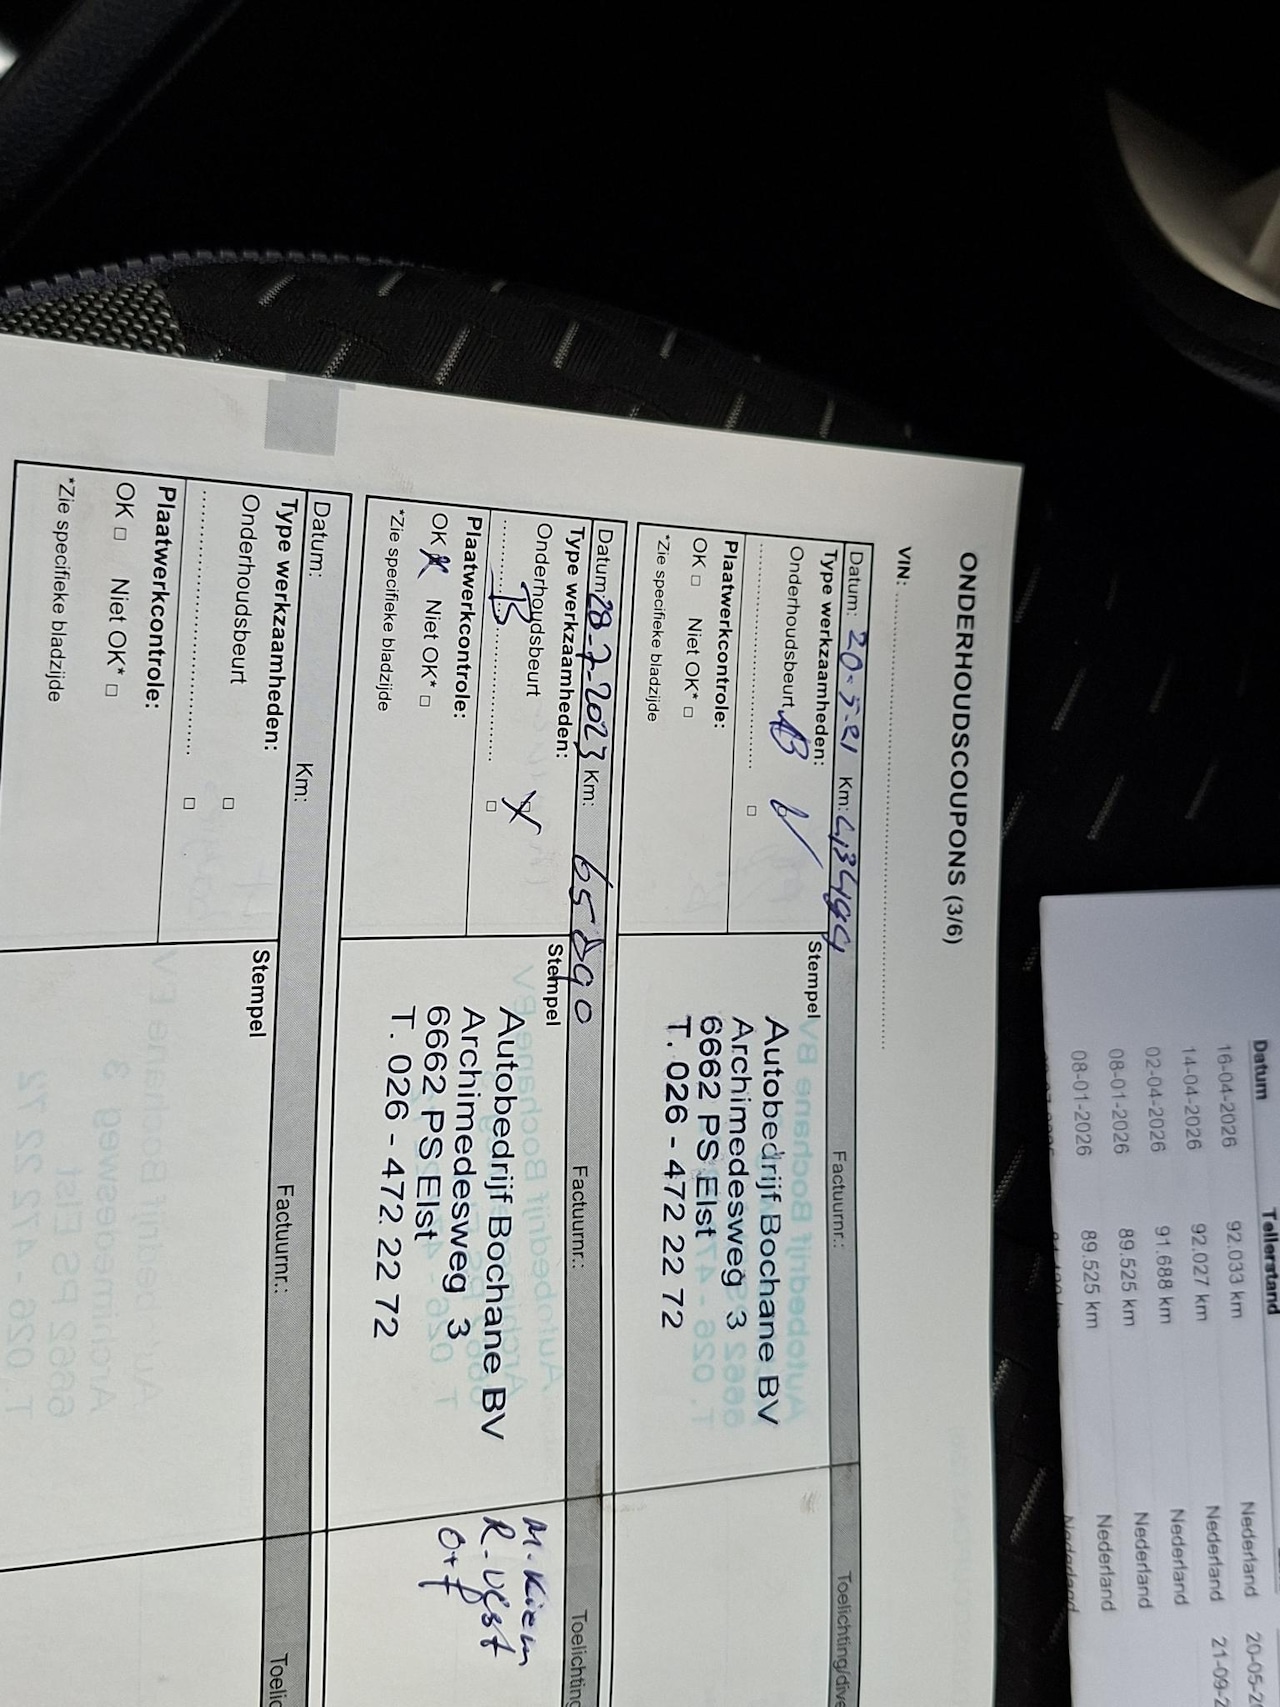 ONDERHOUDSCOUPONS (3/6)
VIN:
Datum: 20-5-21 Km: Factuurnr.: Toelichting/dive
Type werkzaamheden:
Onderhoudsbeurt
Plaatwerkcontrole:
OK □ Niet OK* □
*Zie specifieke bladzijde
Stempel
Autobedrijf Bochane BV
Archimedesweg 3
6662 PS Elst
T. 026 - 472 22 72
Datum: 28-7-2023 Km: 65890 Factuurnr.: Toelichting
Type werkzaamheden:
Onderhoudsbeurt
B
Plaatwerkcontrole:
OK Niet OK* □
*Zie specifieke bladzijde
Stempel
Autobedrijf Bochane BV
Archimedesweg 3
6662 PS Elst
T. 026 - 472 22 72
Datum: Km: Factuurnr.: Toelic
Type werkzaamheden:
Onderhoudsbeurt □
□
Plaatwerkcontrole:
OK □ Niet OK* □
*Zie specifieke bladzijde
Stempel
Datum Tellerstand
16-04-2026 92.033 km Nederland
14-04-2026 92.027 km Nederland
02-04-2026 91.688 km Nederland
08-01-2026 89.525 km Nederland
08-01-2026 89.525 km Nederland